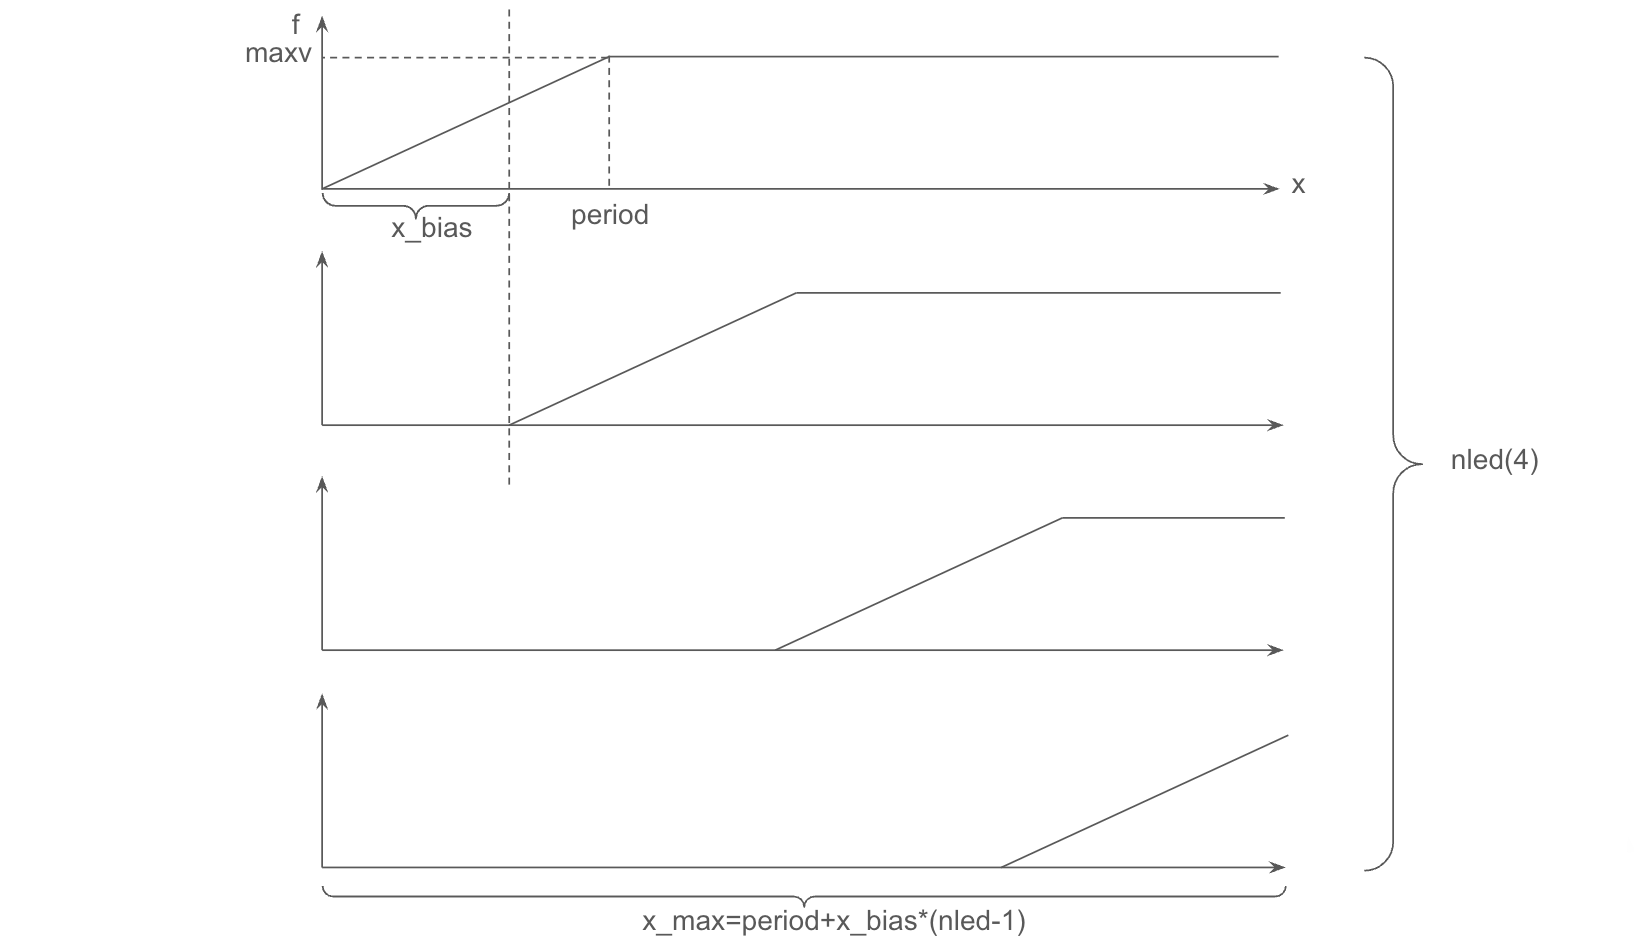 f
maxv
x
x_bias
period
nled(4)
x_max=period+x_bias*(nled-1)